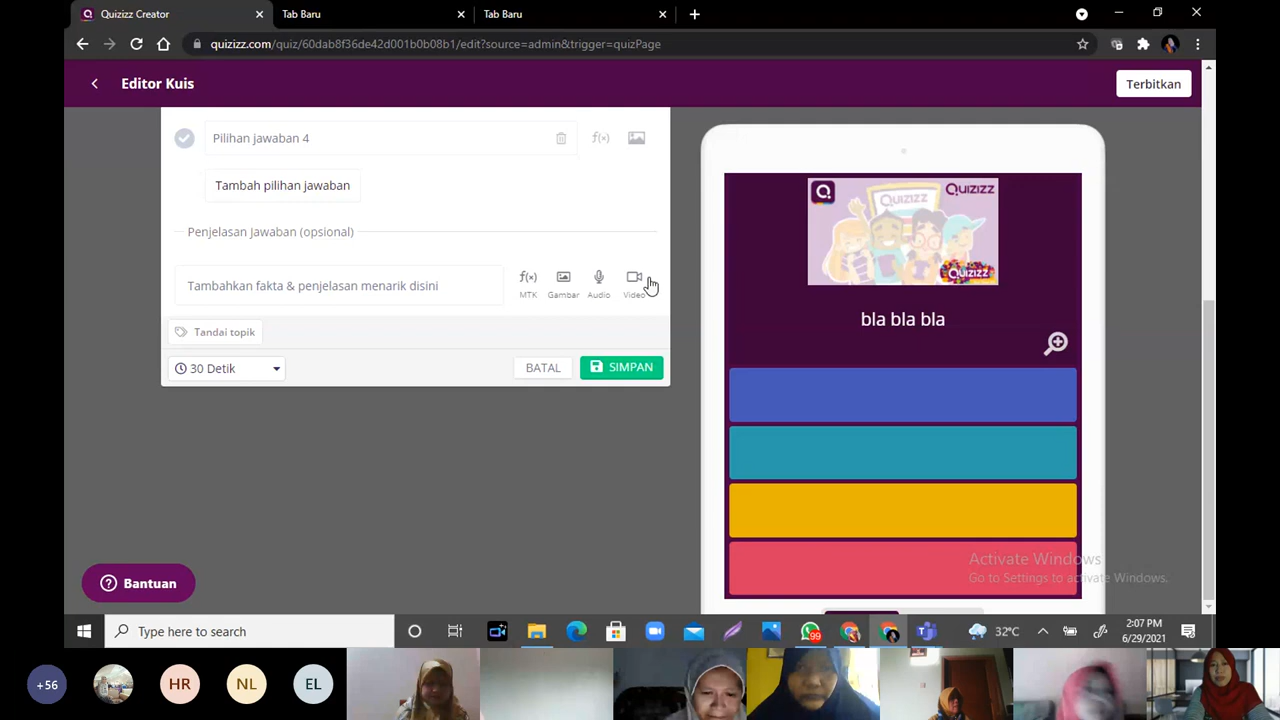 Quizizz Creator
Tab Baru
Tab Baru
quizizz.com/quiz/60dab8f36de42d001b0b08b1/edit?source=admin&trigger=quizPage
Editor Kuis
Terbitkan
Pilihan jawaban 4
f(x)
Tambah pilihan jawaban
Penjelasan Jawaban (opsional)
Tambahkan fakta & penjelasan menarik disini
f(x)
MTK
Gambar
Audio
Video
Tandai topik
30 Detik
BATAL
SIMPAN
QUIZIZZ
QUIZIZZ
QUIZIZZ
bla bla bla
Activate Windows
Go to Settings to activate Windows.
Bantuan
Type here to search
99
32°C
2:07 PM
6/29/2021
+56
HR
NL
EL